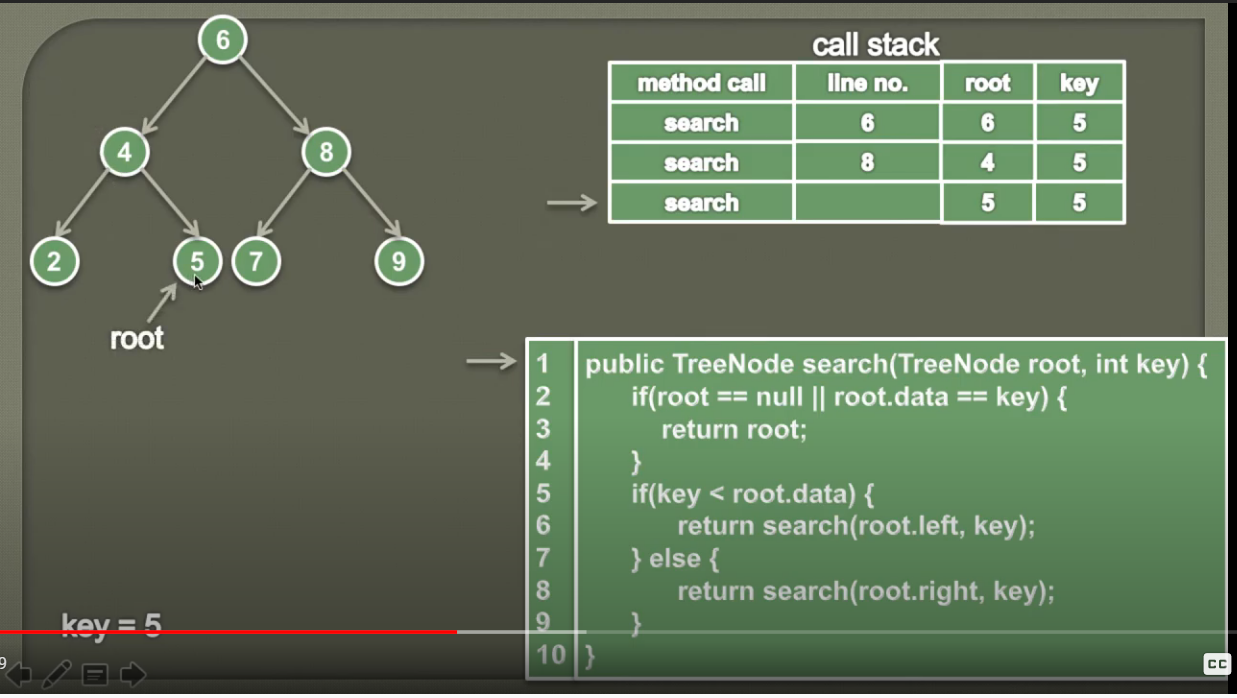 6
4
8
2
5
7
9
root
call stack
method call line no. root key
search 6 6 5
search 8 4 5
search 5 5
1 public TreeNode search(TreeNode root, int key) {
2 if(root == null || root.data == key) {
3 return root;
4 }
5 if(key < root.data) {
6 return search(root.left, key);
7 } else {
8 return search(root.right, key);
9 }
10 }
key = 5
9
CC